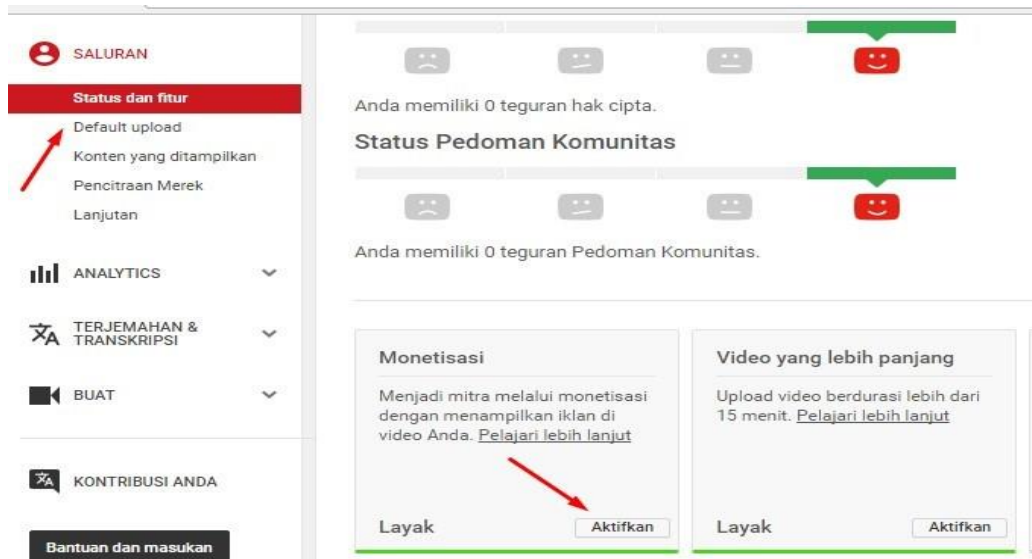 SALURAN
Status dan fitur
Default upload
Konten yang ditampilkan
Pencitraan Merek
Lanjutan
ANALYTICS
TERJEMAHAN &
TRANSKRIPSI
BUAT
KONTRIBUSI ANDA
Bantuan dan masukan
Anda memiliki 0 teguran hak cipta.
Status Pedoman Komunitas
Anda memiliki 0 teguran Pedoman Komunitas.
Monetisasi
Menjadi mitra melalui monetisasi
dengan menampilkan iklan di
video Anda. Pelajari lebih lanjut
Layak Aktifkan
Video yang lebih panjang
Upload video berdurasi lebih dari
15 menit. Pelajari lebih lanjut
Layak Aktifkan